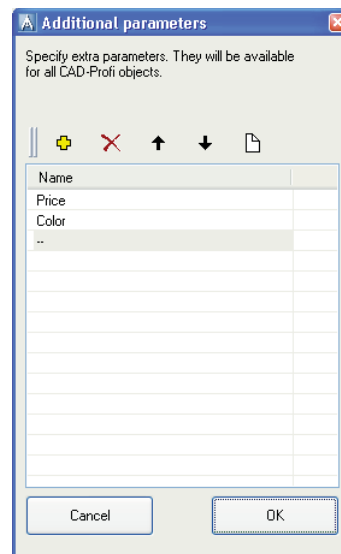 Additional parameters
Specify extra parameters. They will be available
for all CAD-Profi objects.
Name
Price
Color
--
Cancel
OK